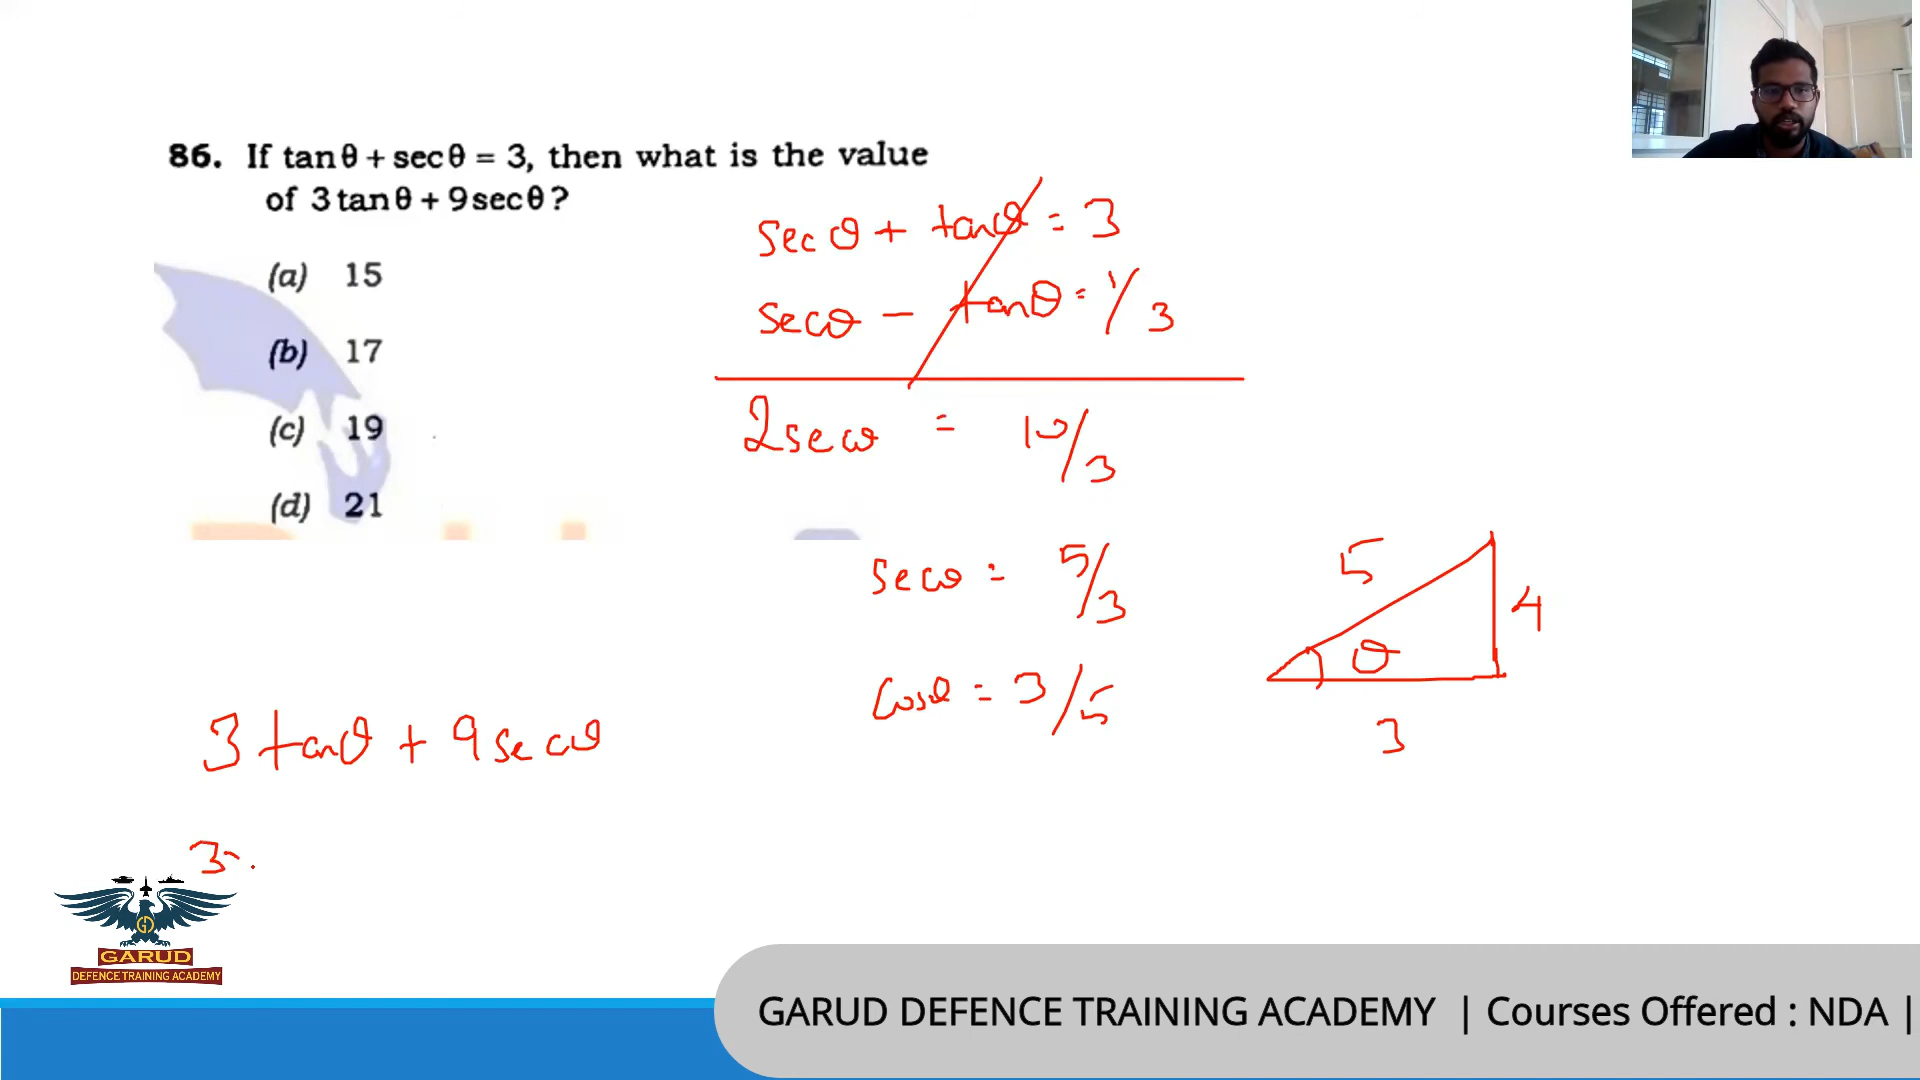 86. If tanθ + secθ = 3, then what is the value
of 3tanθ + 9secθ?
(a) 15
(b) 17
(c) 19
(d) 21
secθ + tanθ = 3
secθ − tanθ = 1/3
2secθ = 10/3
secθ = 5/3
cosθ = 3/5
5
4
θ
3
3tanθ + 9secθ
3
GD
GARUD
DEFENCE TRAINING ACADEMY
GARUD DEFENCE TRAINING ACADEMY | Courses Offered : NDA |